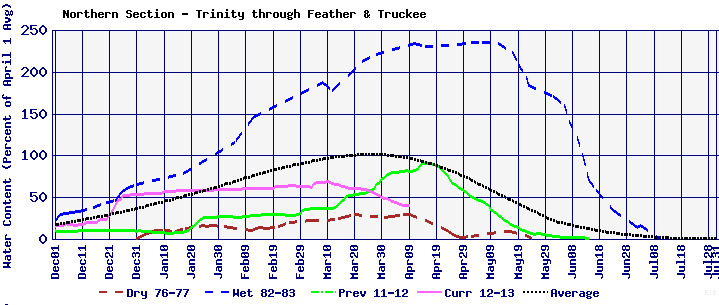 Northern Section - Trinity through Feather & Truckee
Water Content (Percent of April 1 Avg)
250
200
150
100
50
0
Dec01
Dec11
Dec21
Dec31
Jan10
Jan20
Jan30
Feb09
Feb19
Feb29
Mar10
Mar20
Mar30
Apr09
Apr19
Apr29
May09
May19
May29
Jun08
Jun18
Jun28
Jul08
Jul18
Dry 76-77
Wet 82-83
Prev 11-12
Curr 12-13
Average